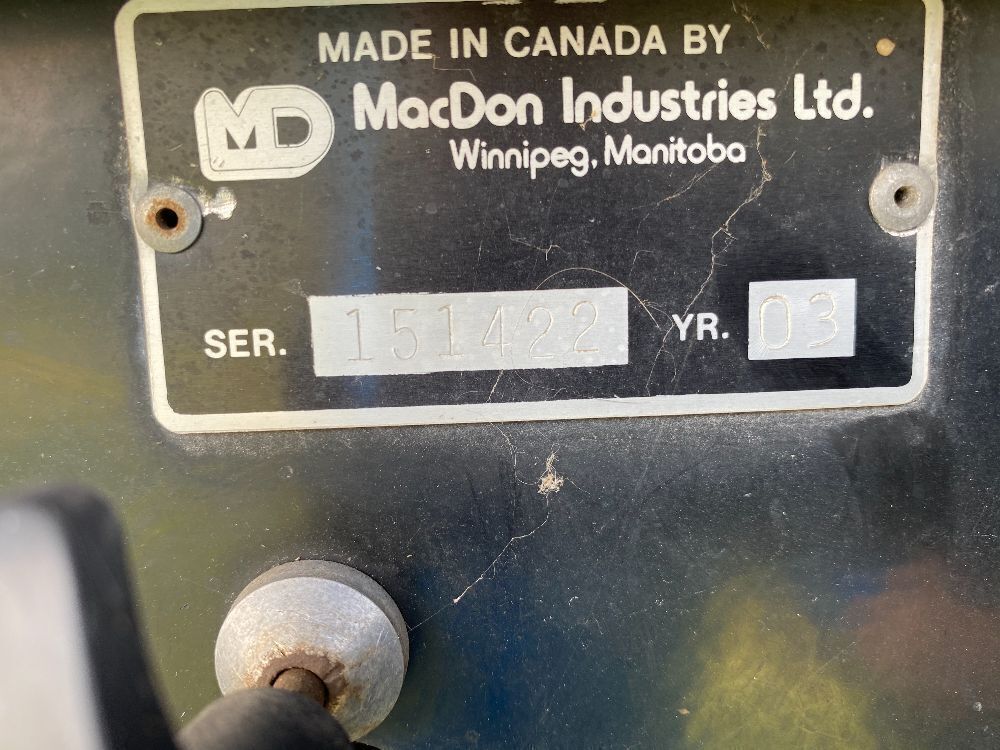 MADE IN CANADA BY
MD MacDon Industries Ltd.
Winnipeg, Manitoba
SER. 151422 YR. 03